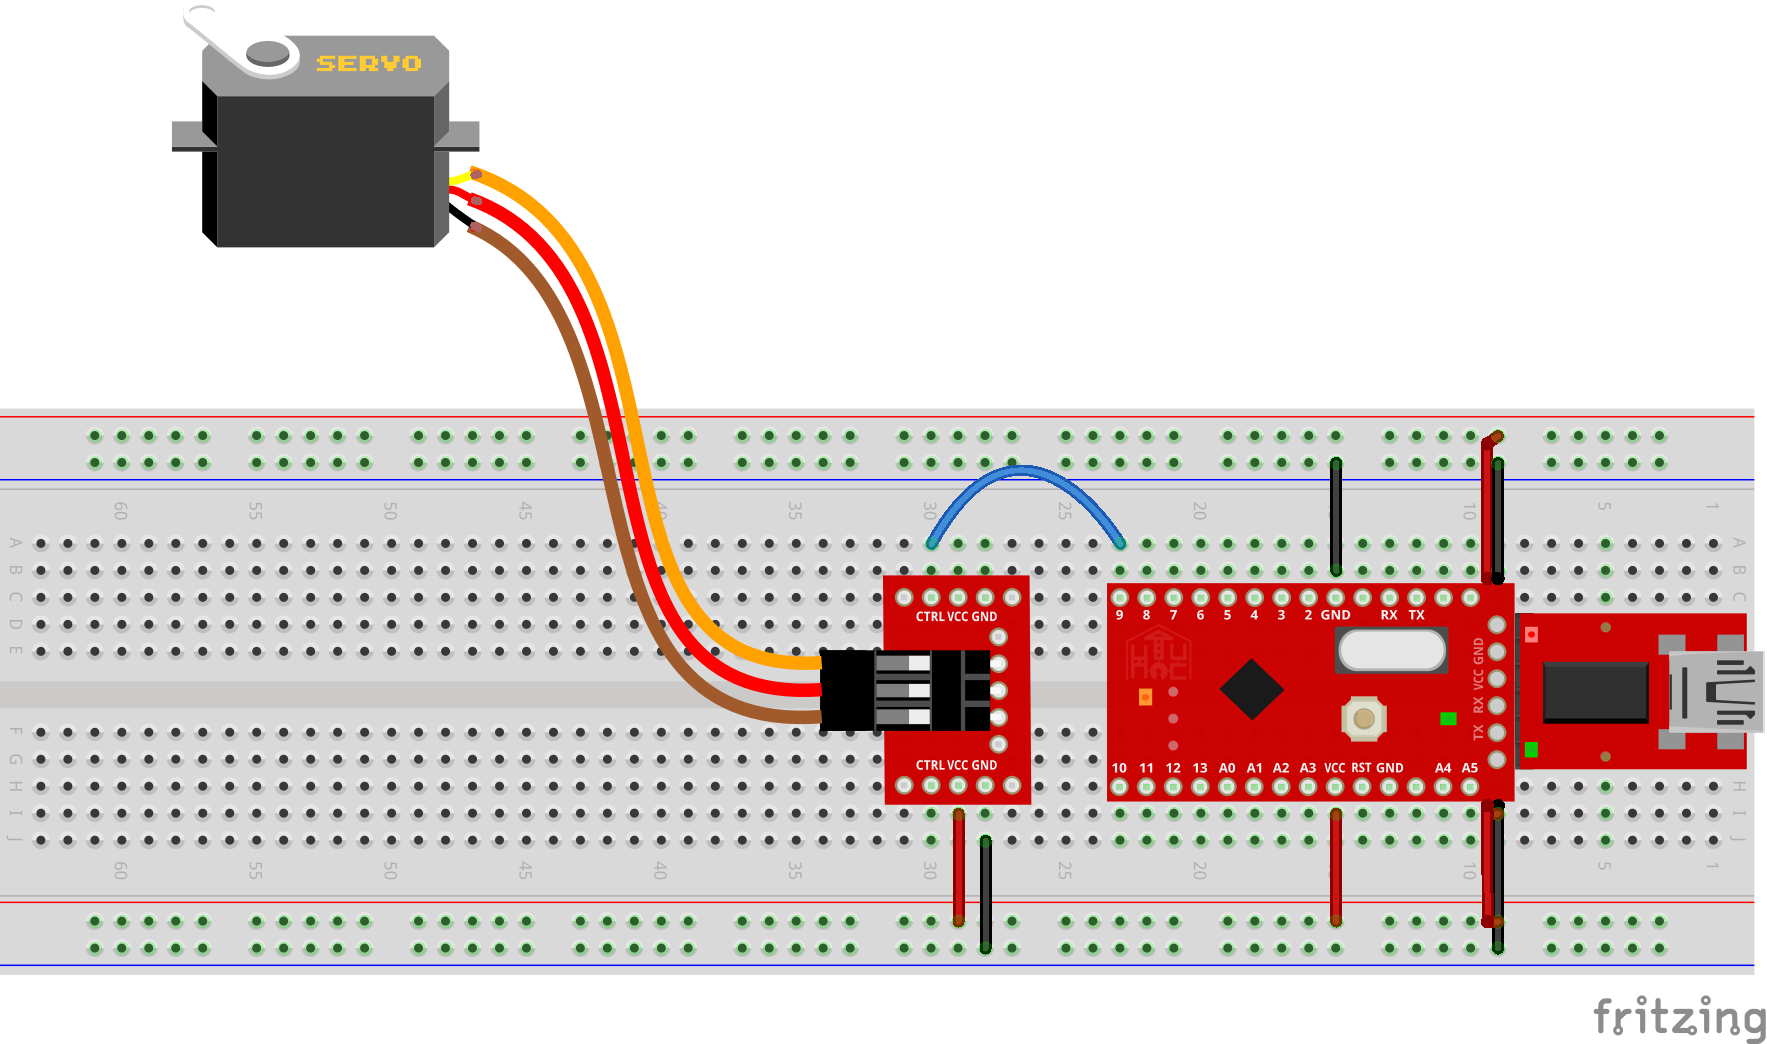 SERVO
60 55 50 45 40 35 30 25 20 10 5 1
A A
B B
C C
D
E
CTRL VCC GND
9 8 7 6 5 4 3 2 GND RX TX
TX RX VCC GND
CTRL VCC GND
10 11 12 13 A0 A1 A2 A3 VCC RST GND A4 A5
F
G
H H
I I
J J
60 55 50 45 40 35 30 25 20 10 5 1
fritzing